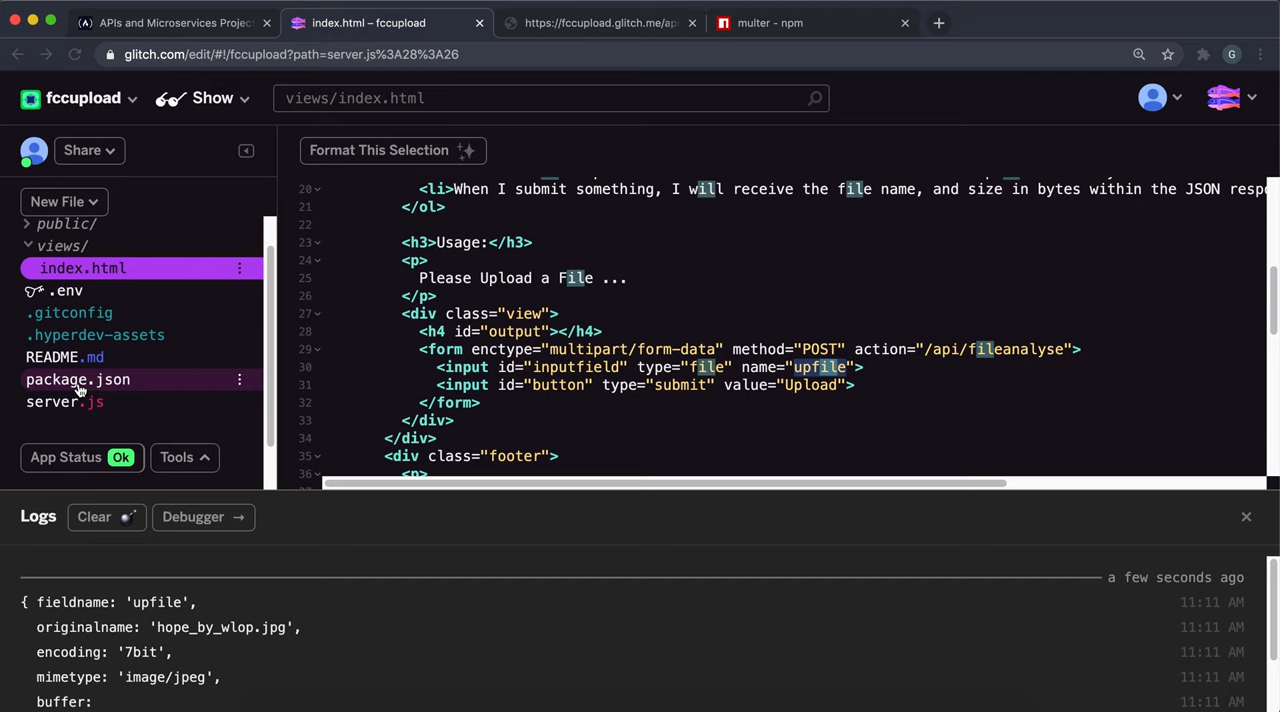 APIs and Microservices Project
index.html – fccupload
https://fccupload.glitch.me/api
multer - npm
glitch.com/edit/#!/fccupload?path=server.js%3A28%3A26
G
fccupload
Show
views/index.html
Share
Format This Selection
New File
public/
views/
index.html
.env
.gitconfig
.hyperdev-assets
README.md
package.json
server.js
App Status Ok
Tools
20 <li>When I submit something, I will receive the file name, and size in bytes within the JSON resp
21 </ol>
22
23 <h3>Usage:</h3>
24 <p>
25 Please Upload a File ...
26 </p>
27 <div class="view">
28 <h4 id="output"></h4>
29 <form enctype="multipart/form-data" method="POST" action="/api/fileanalyse">
30 <input id="inputfield" type="file" name="upfile">
31 <input id="button" type="submit" value="Upload">
32 </form>
33 </div>
34 </div>
35 <div class="footer">
36 <p>
Logs
Clear
Debugger →
a few seconds ago
{ fieldname: 'upfile', 11:11 AM
originalname: 'hope_by_wlop.jpg', 11:11 AM
encoding: '7bit', 11:11 AM
mimetype: 'image/jpeg', 11:11 AM
buffer: 11:11 AM